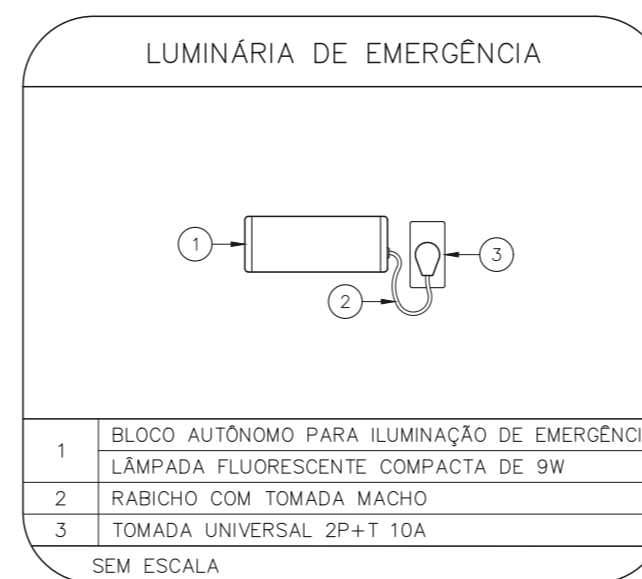 LUMINÁRIA DE EMERGÊNCIA
1
3
2
1
BLOCO AUTÔNOMO PARA ILUMINAÇÃO DE EMERGÊNCI
LÂMPADA FLUORESCENTE COMPACTA DE 9W
2 RABICHO COM TOMADA MACHO
3 TOMADA UNIVERSAL 2P+T 10A
SEM ESCALA